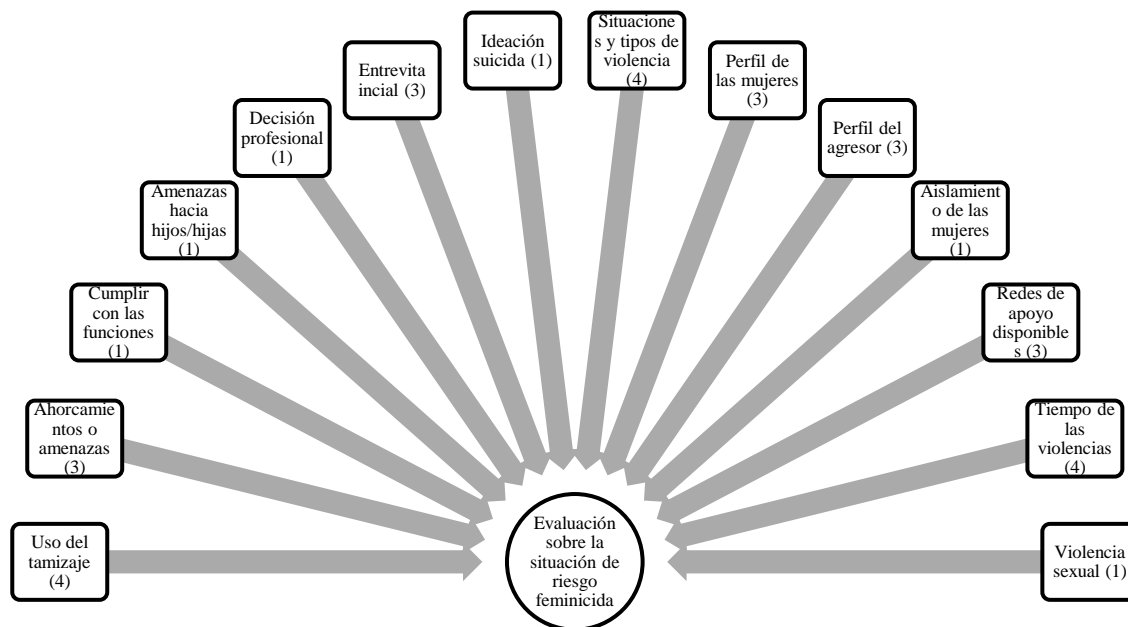 Uso del
tamizaje
(4)
Ahorcamie
ntos o
amenazas
(3)
Cumplir
con las
funciones
(1)
Amenazas
hacia
hijos/hijas
(1)
Decisión
profesional
(1)
Entrevita
incial (3)
Ideación
suicida (1)
Situacione
s y tipos de
violencia
(4)
Perfil de
las mujeres
(3)
Perfil del
agresor (3)
Aislamient
o de las
mujeres
(1)
Redes de
apoyo
disponible
s (3)
Tiempo de
las
violencias
(4)
Violencia
sexual (1)
Evaluación
sobre la
situación de
riesgo
feminicida